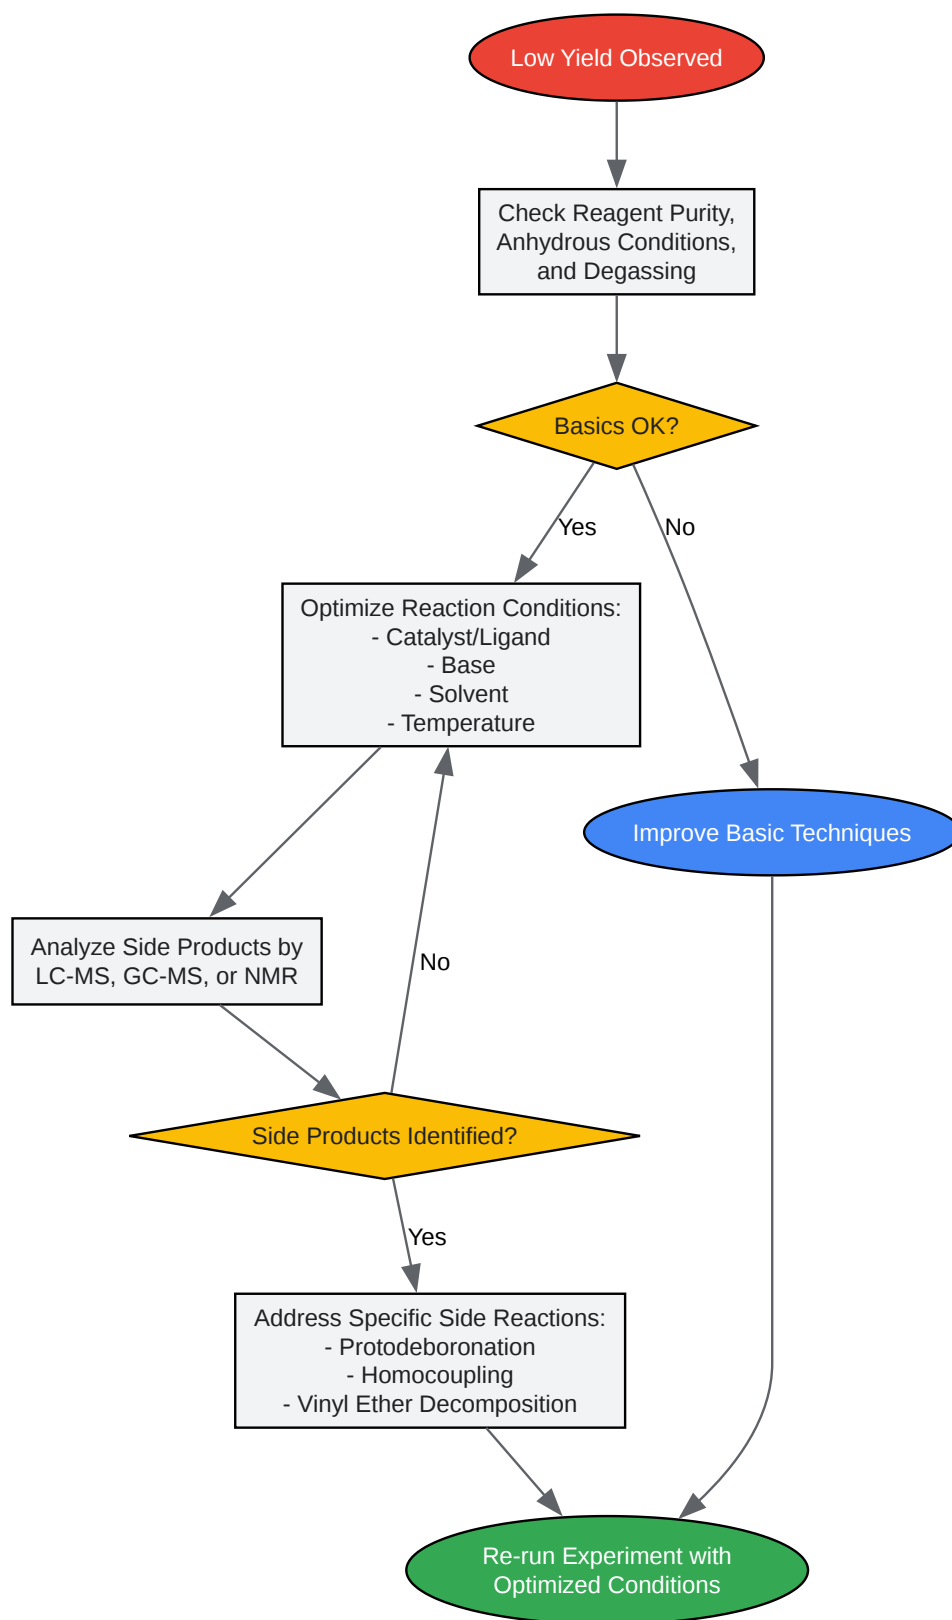 Low Yield Observed
Check Reagent Purity,
Anhydrous Conditions,
and Degassing
Basics OK?
Yes
No
Optimize Reaction Conditions:
- Catalyst/Ligand
- Base
- Solvent
- Temperature
Improve Basic Techniques
Analyze Side Products by
LC-MS, GC-MS, or NMR
No
Side Products Identified?
Yes
Address Specific Side Reactions:
- Protodeboronation
- Homocoupling
- Vinyl Ether Decomposition
Re-run Experiment with
Optimized Conditions